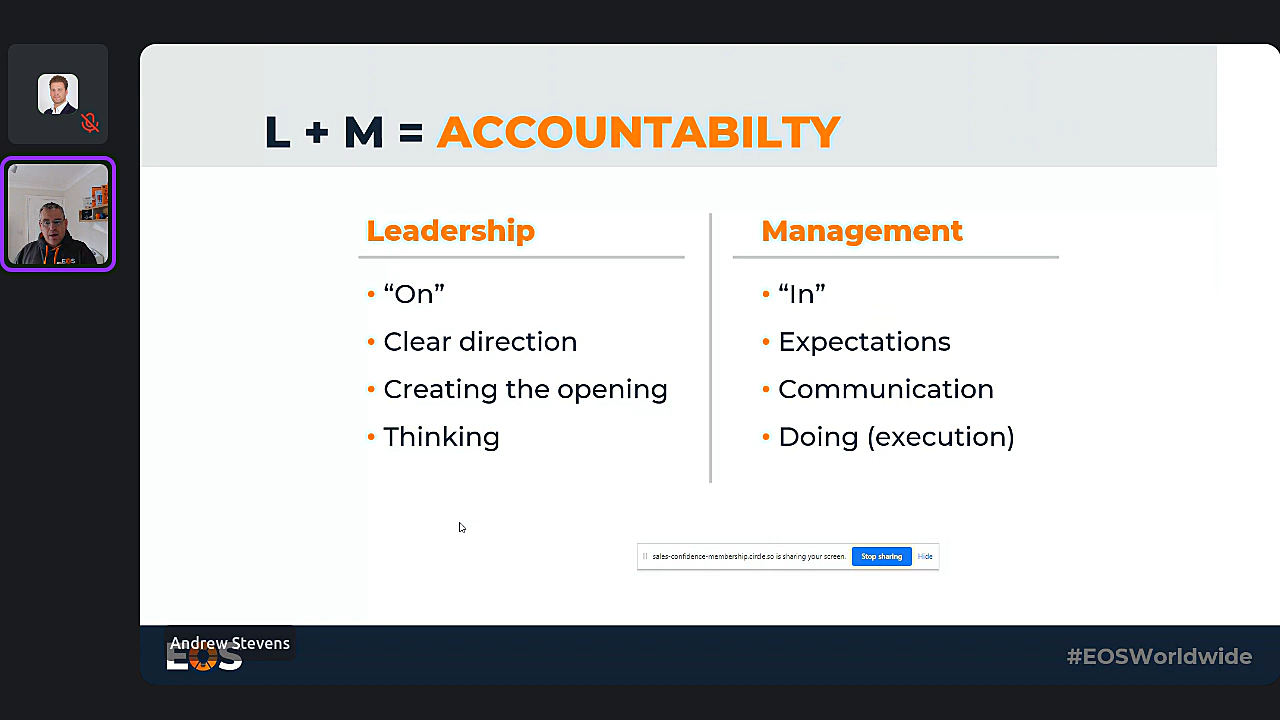 L + M = ACCOUNTABILTY
Leadership
• “On”
• Clear direction
• Creating the opening
• Thinking
Management
• “In”
• Expectations
• Communication
• Doing (execution)
sales-confidence-membership.circle.so is sharing your screen. Stop sharing Hide
Andrew Stevens
EOS
#EOSWorldwide
EOS